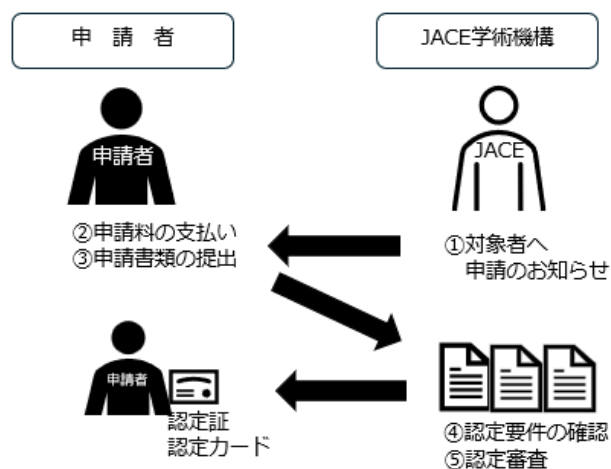 申 請 者
JACE学術機構
申請者
JACE
②申請料の支払い
③申請書類の提出
①対象者へ
申請のお知らせ
申請者
認定証
認定カード
④認定要件の確認
⑤認定審査